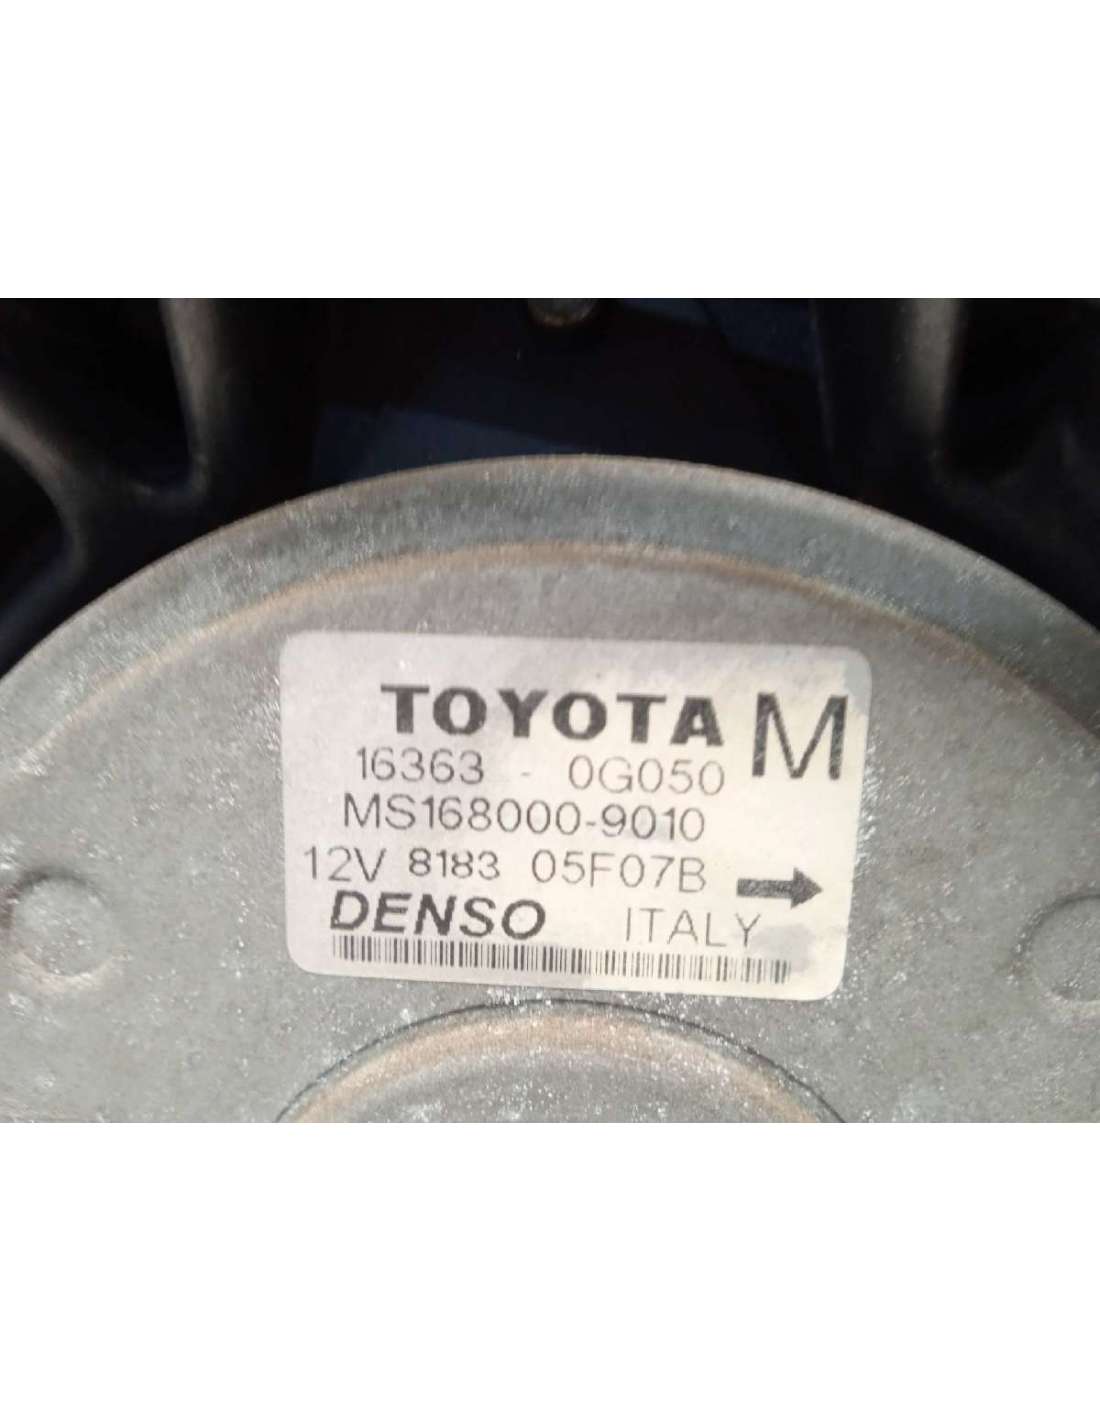 TOYOTA M
16363 - 0G050
MS168000-9010
12V 8183 05F07B
DENSO ITALY